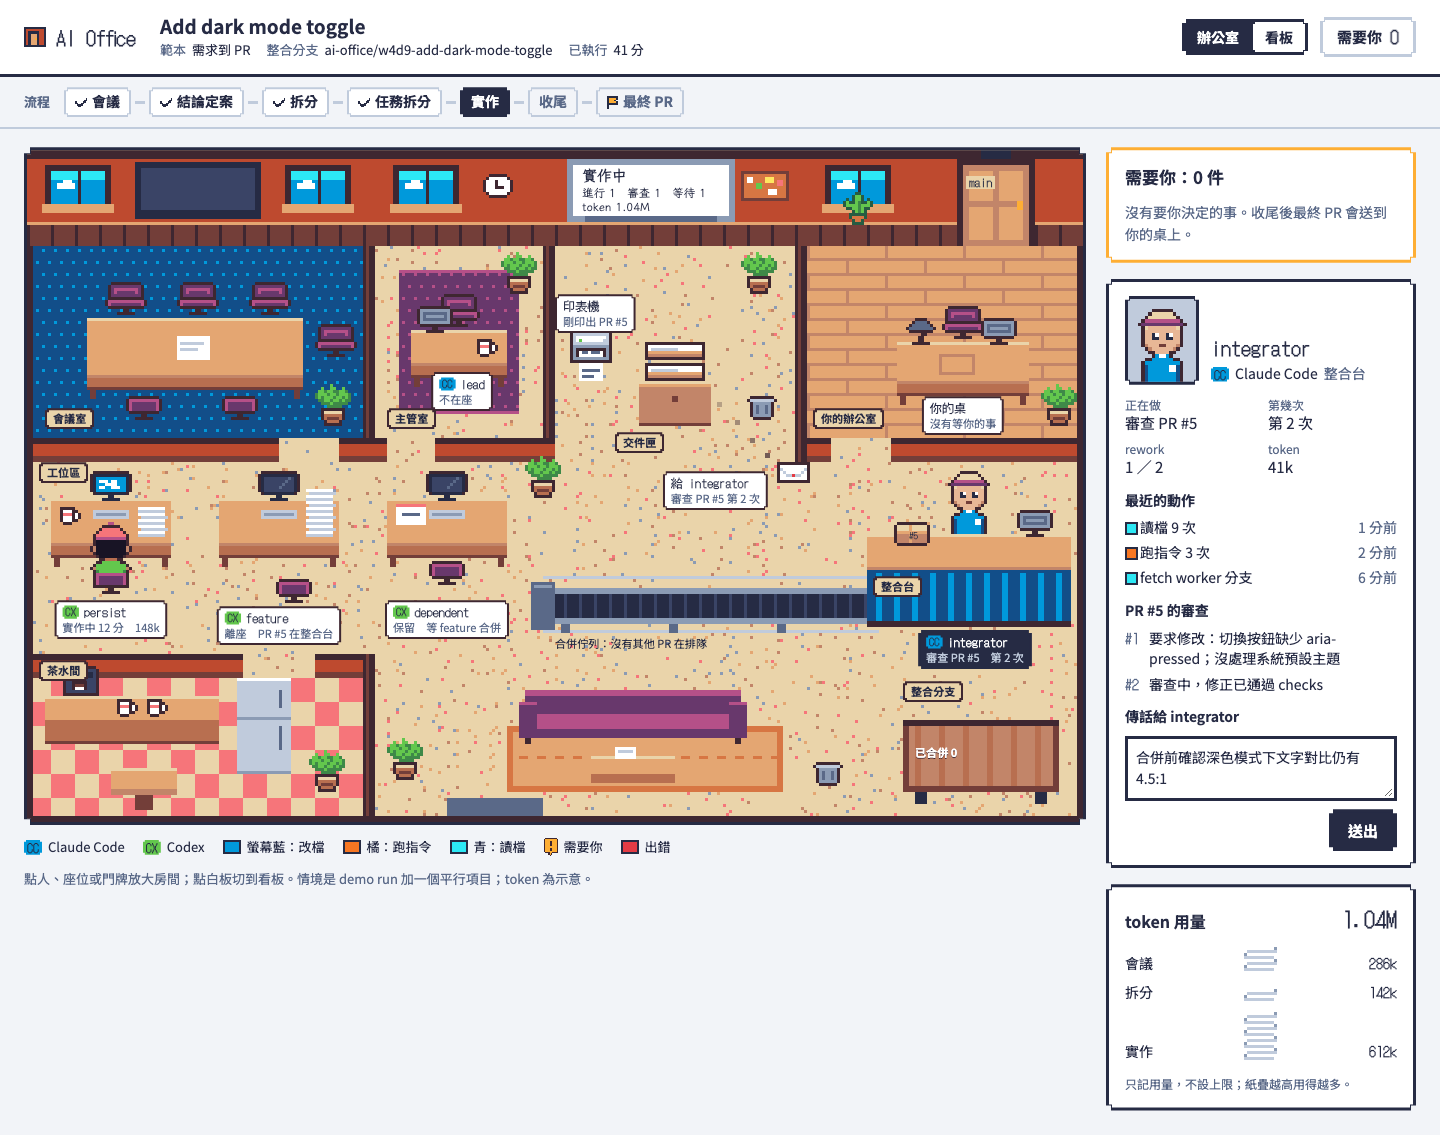 AI Office
Add dark mode toggle
範本 需求到 PR 整合分支 ai-office/w4d9-add-dark-mode-toggle 已執行 41 分
辦公室 看板
需要你 0
流程 會議 結論定案 拆分 任務拆分 實作 收尾 最終 PR
實作中
進行 1 審查 1 等待 1
token 1.04M
main
印表機
剛印出 PR #5
CC lead
不在座
會議室
主管室
交件匣
你的辦公室
你的桌
沒有等你的事
工位區
給 integrator
審查 PR #5 第 2 次
#5
整合台
CX persist
實作中 12 分 148k
CX feature
離座 PR #5 在整合台
CX dependent
保留 等 feature 合併
合併佇列：沒有其他 PR 在排隊
CC integrator
審查 PR #5 第 2 次
茶水間
整合分支
已合併 0
CC Claude Code CX Codex 螢幕藍：改檔 橘：跑指令 青：讀檔 需要你 出錯
點人、座位或門牌放大房間；點白板切到看板。情境是 demo run 加一個平行項目；token 為示意。
需要你：0 件
沒有要你決定的事。收尾後最終 PR 會送到
你的桌上。
integrator
CC Claude Code 整合台
正在做 第幾次
審查 PR #5 第 2 次
rework token
1 ／ 2 41k
最近的動作
讀檔 9 次 1 分前
跑指令 3 次 2 分前
fetch worker 分支 6 分前
PR #5 的審查
#1 要求修改：切換按鈕缺少 aria-
pressed；沒處理系統預設主題
#2 審查中，修正已通過 checks
傳話給 integrator
合併前確認深色模式下文字對比仍有
4.5:1
送出
token 用量 1.04M
會議 286k
拆分 142k
實作 612k
只記用量，不設上限；紙疊越高用得越多。